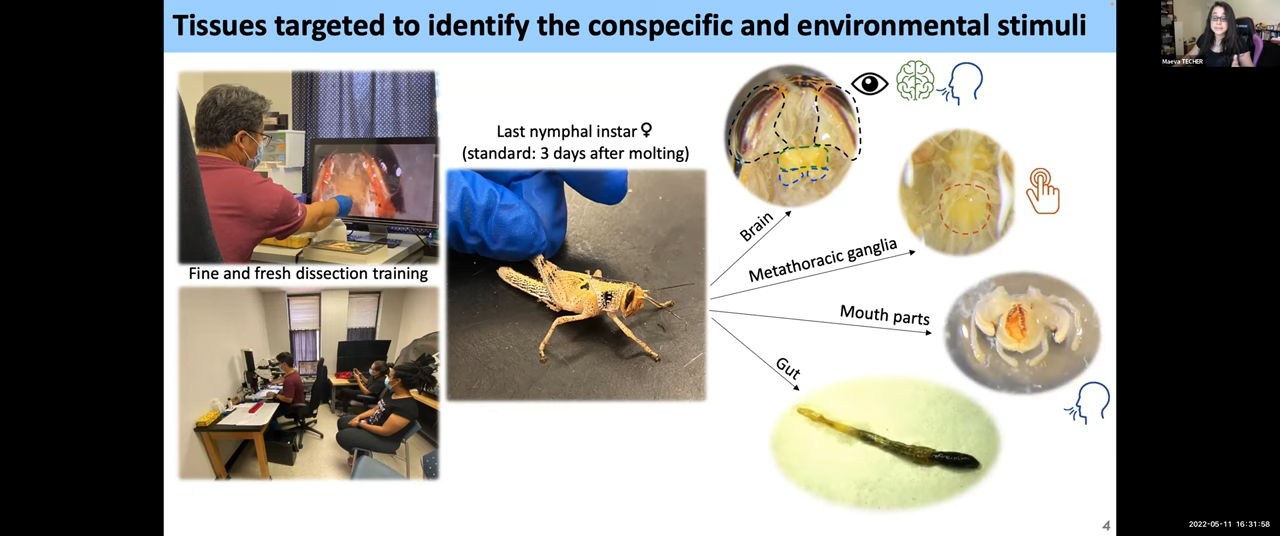 Tissues targeted to identify the conspecific and environmental stimuli
Maeva TECHER
Last nymphal instar ♀
(standard: 3 days after molting)
Fine and fresh dissection training
Brain
Metathoracic ganglia
Mouth parts
Gut
4
2022-05-11 16:31:58